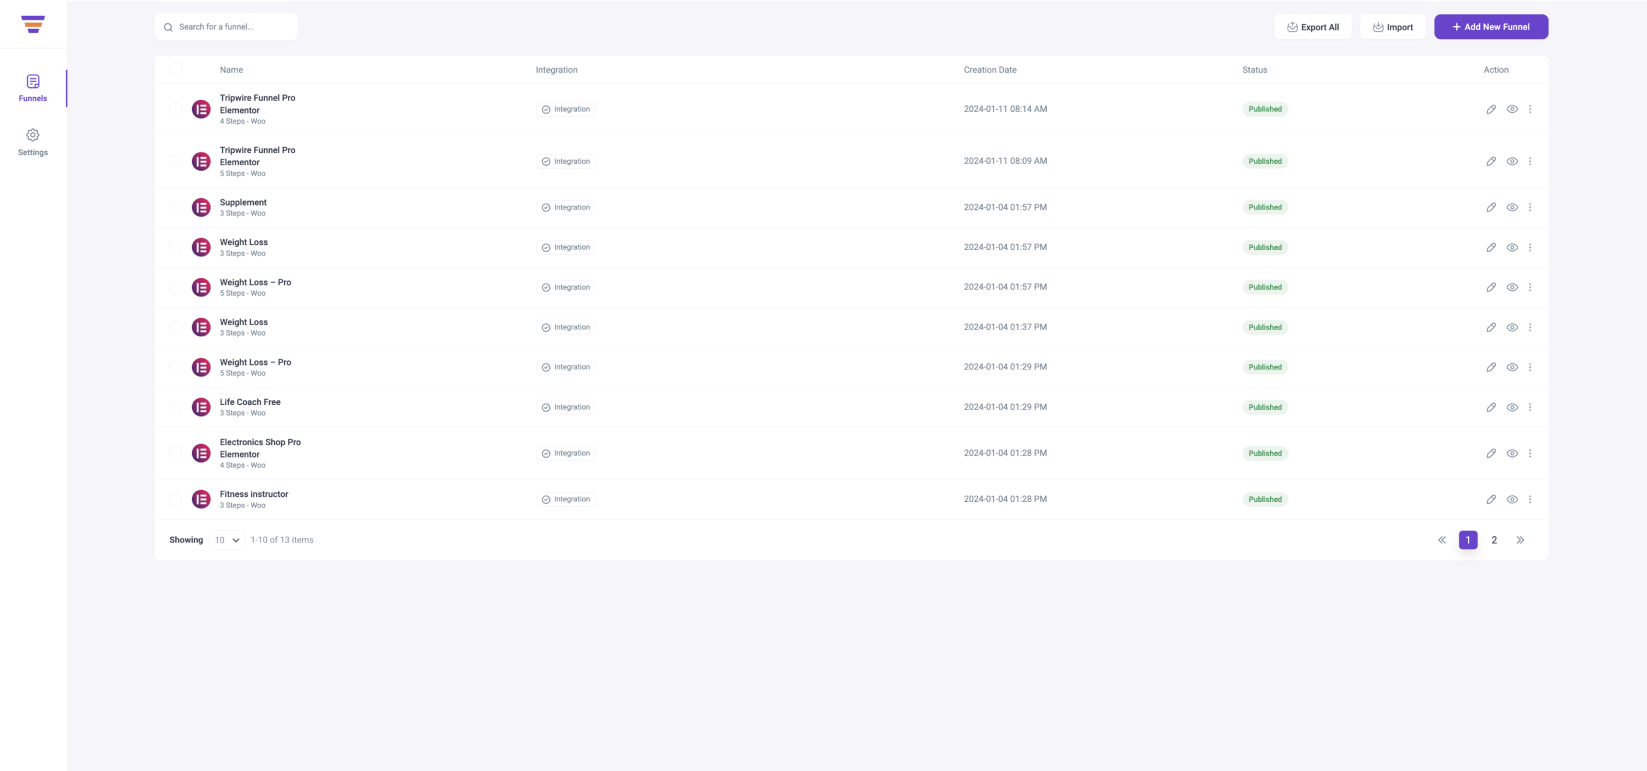 Search for a funnel...
Export All
Import
+ Add New Funnel
Funnels
Settings
Name Integration Creation Date Status Action
Tripwire Funnel Pro
Elementor
4 Steps - Woo
Integration
2024-01-11 08:14 AM
Published
Tripwire Funnel Pro
Elementor
5 Steps - Woo
Integration
2024-01-11 08:09 AM
Published
Supplement
3 Steps - Woo
Integration
2024-01-04 01:57 PM
Published
Weight Loss
3 Steps - Woo
Integration
2024-01-04 01:57 PM
Published
Weight Loss – Pro
5 Steps - Woo
Integration
2024-01-04 01:57 PM
Published
Weight Loss
3 Steps - Woo
Integration
2024-01-04 01:37 PM
Published
Weight Loss – Pro
5 Steps - Woo
Integration
2024-01-04 01:29 PM
Published
Life Coach Free
3 Steps - Woo
Integration
2024-01-04 01:29 PM
Published
Electronics Shop Pro
Elementor
4 Steps - Woo
Integration
2024-01-04 01:28 PM
Published
Fitness instructor
3 Steps - Woo
Integration
2024-01-04 01:28 PM
Published
Showing 10 1-10 of 13 items
« 1 2 »